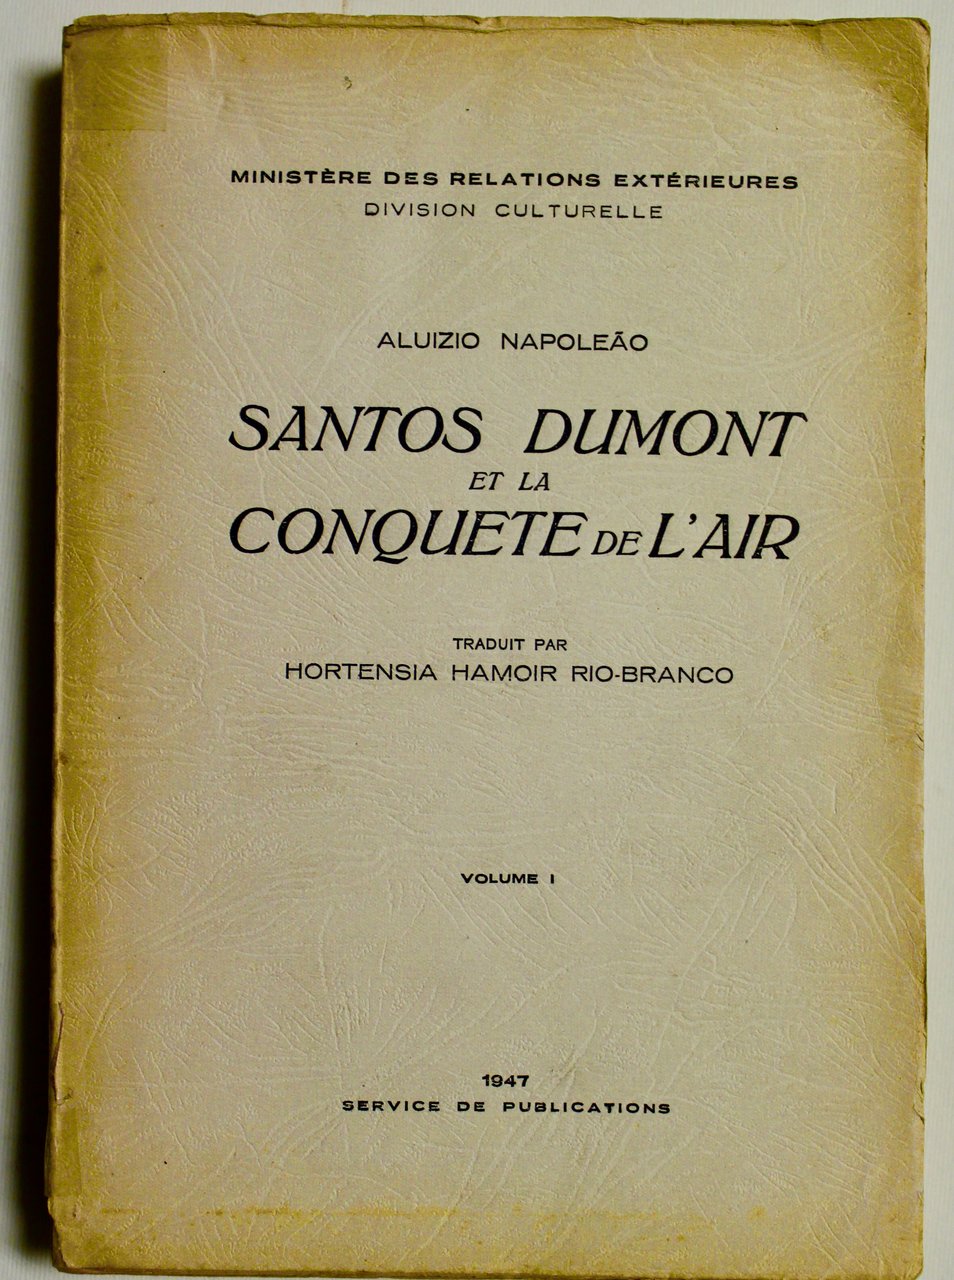 MINISTÈRE DES RELATIONS EXTÉRIEURES
DIVISION CULTURELLE
ALUIZIO NAPOLEÃO
SANTOS DUMONT
ET LA
CONQUETE DE L'AIR
TRADUIT PAR
HORTENSIA HAMOIR RIO-BRANCO
VOLUME I
1947
SERVICE DE PUBLICATIONS